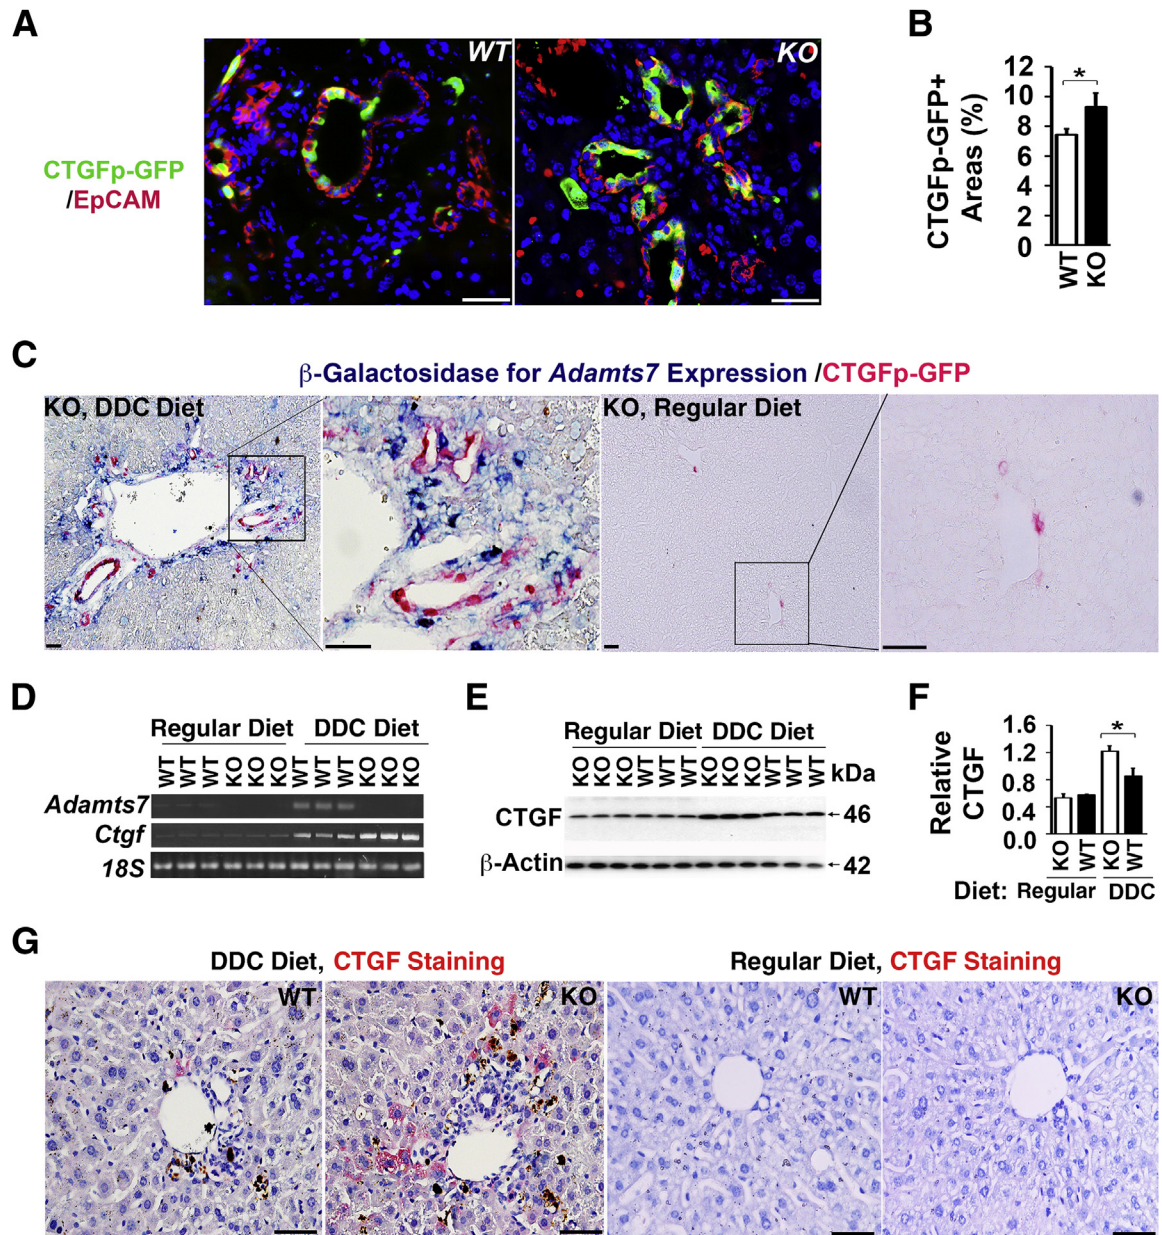 A
WT
KO
CTGFp-GFP
/EpCAM
B
CTGFp-GFP+
Areas (%)
12
10
8
6
4
2
0
*
WT
KO
C
β-Galactosidase for Adamts7 Expression /CTGFp-GFP
KO, DDC Diet
KO, Regular Diet
D
Regular Diet DDC Diet
WT WT WT KO KO KO WT WT WT KO KO KO
Adamts7
Ctgf
18S
E
Regular Diet DDC Diet
KO KO KO WT WT WT KO KO KO WT WT WT kDa
CTGF ←46
β-Actin ←42
F
Relative
CTGF
1.6
1.2
0.8
0.4
0.0
*
KO WT KO WT
Diet: Regular DDC
G
DDC Diet, CTGF Staining
Regular Diet, CTGF Staining
WT
KO
WT
KO